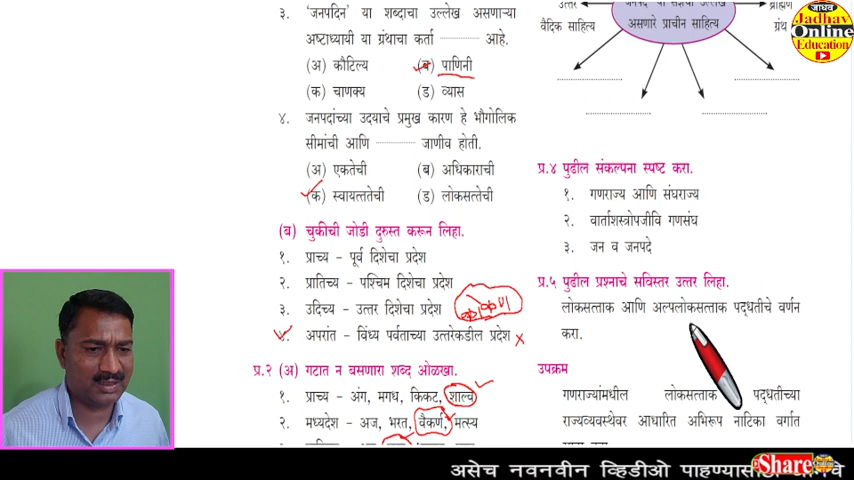 ३. 'जनपदिन' या शब्दाचा उल्लेख असणाऱ्या
अष्टाध्यायी या ग्रंथाचा कर्ता ............... आहे.
(अ) कौटिल्य (ब) पाणिनी
(क) चाणक्य (ड) व्यास
४. जनपदांच्या उदयाचे प्रमुख कारण हे भौगोलिक
सीमांची आणि ............... जाणीव होती.
(अ) एकतेची (ब) अधिकाराची
(क) स्वायत्ततेची (ड) लोकसत्तेची
(ब) चुकीची जोडी दुरुस्त करून लिहा.
१. प्राच्य - पूर्व दिशेचा प्रदेश
२. प्रातिच्य - पश्चिम दिशेचा प्रदेश
३. उदिच्य - उत्तर दिशेचा प्रदेश
अपरांत - विंध्य पर्वताच्या उत्तरेकडील प्रदेश
प्र.२ (अ) गटात न बसणारा शब्द ओळखा.
१. प्राच्य - अंग, मगध, किकट, शाल्व
२. मध्यदेश - अज, भरत, वैकर्ण, मत्स्य
उत्तर
वैदिक साहित्य
असणारे प्राचीन साहित्य
ब्राह्मण
ग्रंथ
प्र.४ पुढील संकल्पना स्पष्ट करा.
१. गणराज्य आणि संघराज्य
२. वार्ताशस्त्रोपजीवि गणसंघ
३. जन व जनपदे
प्र.५ पुढील प्रश्नाचे सविस्तर उत्तर लिहा.
लोकसत्ताक आणि अल्पलोकसत्ताक पद्धतीचे वर्णन
करा.
उपक्रम
गणराज्यांमधील लोकसत्ताक पद्धतीच्या
राज्यव्यवस्थेवर आधारित अभिरूप नाटिका वर्गात
जाधव
Jadhav
Online
Education
असेच नवनवीन व्हिडीओ पाहण्यासाठी
Share